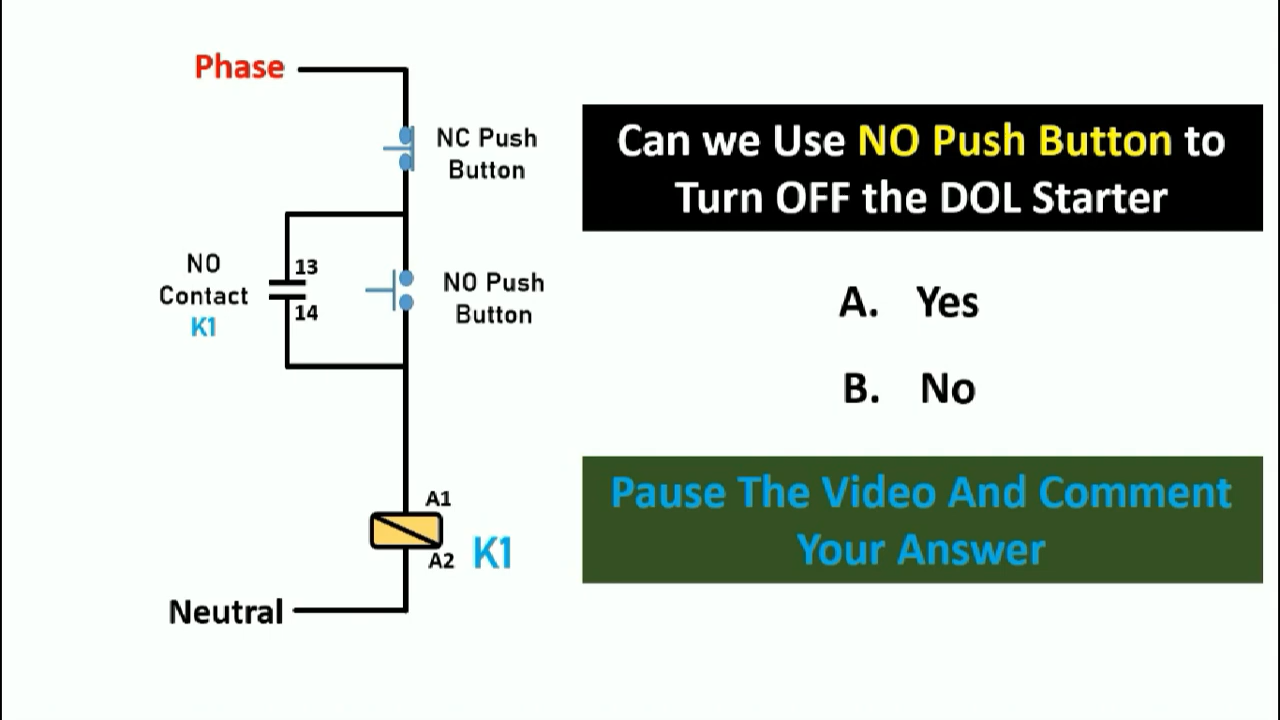 Phase
NC Push
Button
NO
Contact
K1
13
14
NO Push
Button
A1
A2
K1
Neutral
Can we Use NO Push Button to
Turn OFF the DOL Starter
A. Yes
B. No
Pause The Video And Comment
Your Answer